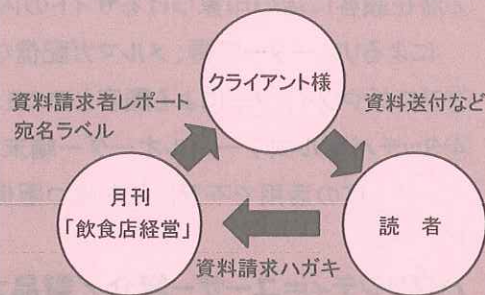 クライアント様
資料請求者レポート
宛名ラベル
資料送付など
月刊
「飲食店経営」
読 者
資料請求ハガキ